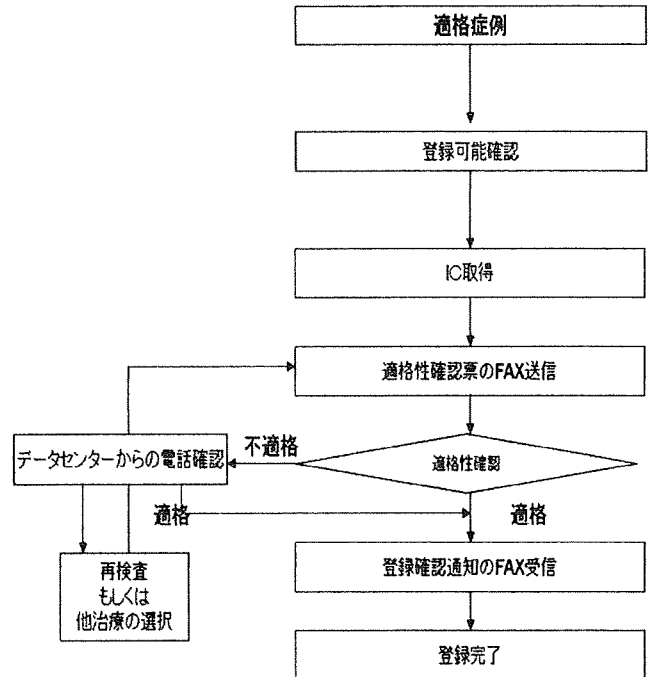 適格症例
登録可能確認
IC取得
適格性確認票のFAX送信
データセンターからの電話確認
不適格
適格性確認
適格
適格
再検査
もしくは
他治療の選択
登録確認通知のFAX受信
登録完了